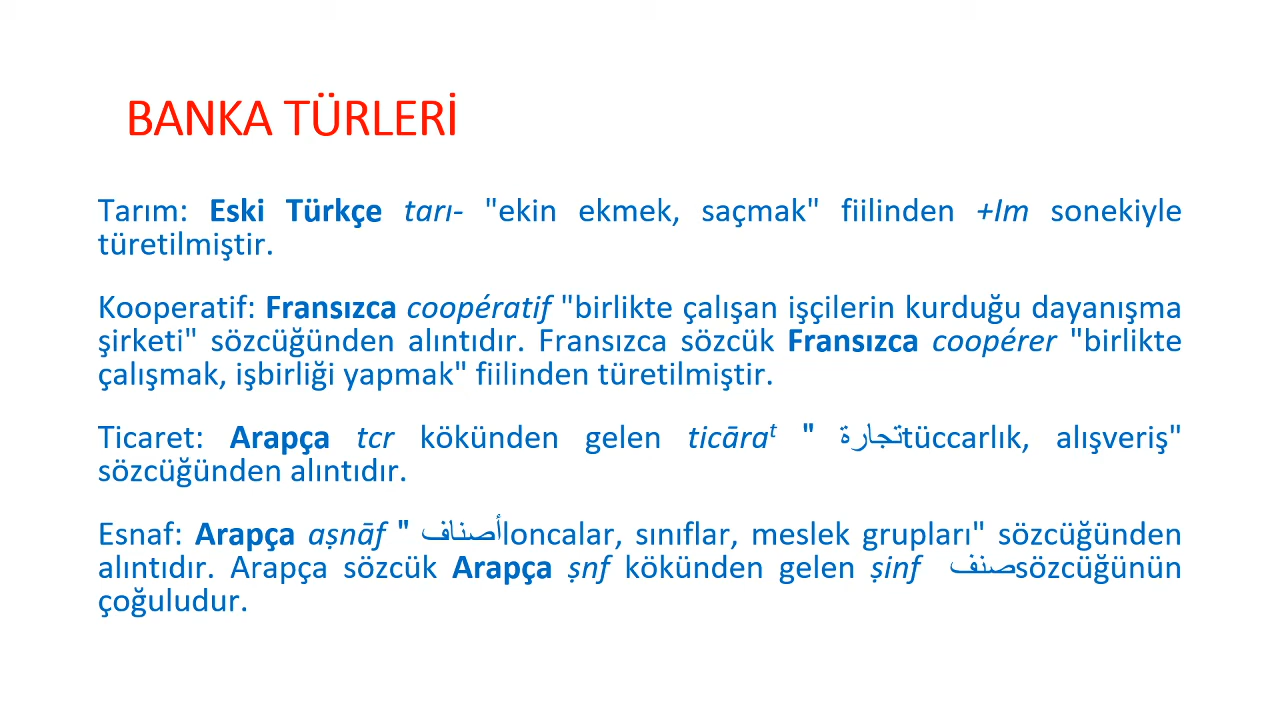 BANKA TÜRLERİ
Tarım: Eski Türkçe tarı- "ekin ekmek, saçmak" fiilinden +Im sonekiyle
türetilmiştir.
Kooperatif: Fransızca coopératif "birlikte çalışan işçilerin kurduğu dayanışma
şirketi" sözcüğünden alıntıdır. Fransızca sözcük Fransızca coopérer "birlikte
çalışmak, işbirliği yapmak" fiilinden türetilmiştir.
Ticaret: Arapça tcr kökünden gelen ticāraᵗ " تجارةtüccarlık, alışveriş"
sözcüğünden alıntıdır.
Esnaf: Arapça aṣnāf " أصنافloncalar, sınıflar, meslek grupları" sözcüğünden
alıntıdır. Arapça sözcük Arapça ṣnf kökünden gelen ṣinf صنفsözcüğünün
çoğuludur.